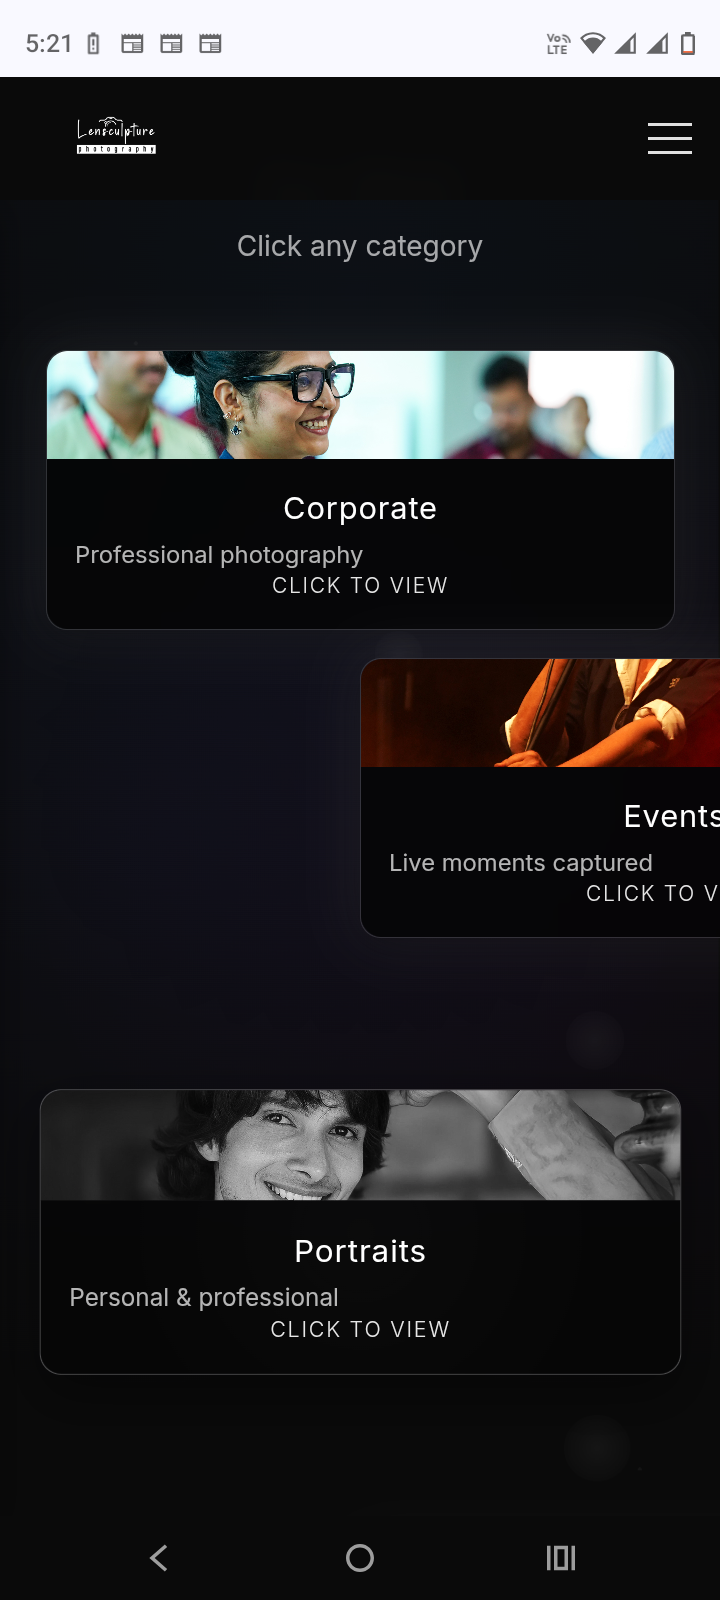 5:21
Vo LTE
Lensculpture
photography
Click any category
Corporate
Professional photography
CLICK TO VIEW
Events
Live moments captured
CLICK TO V
Portraits
Personal & professional
CLICK TO VIEW